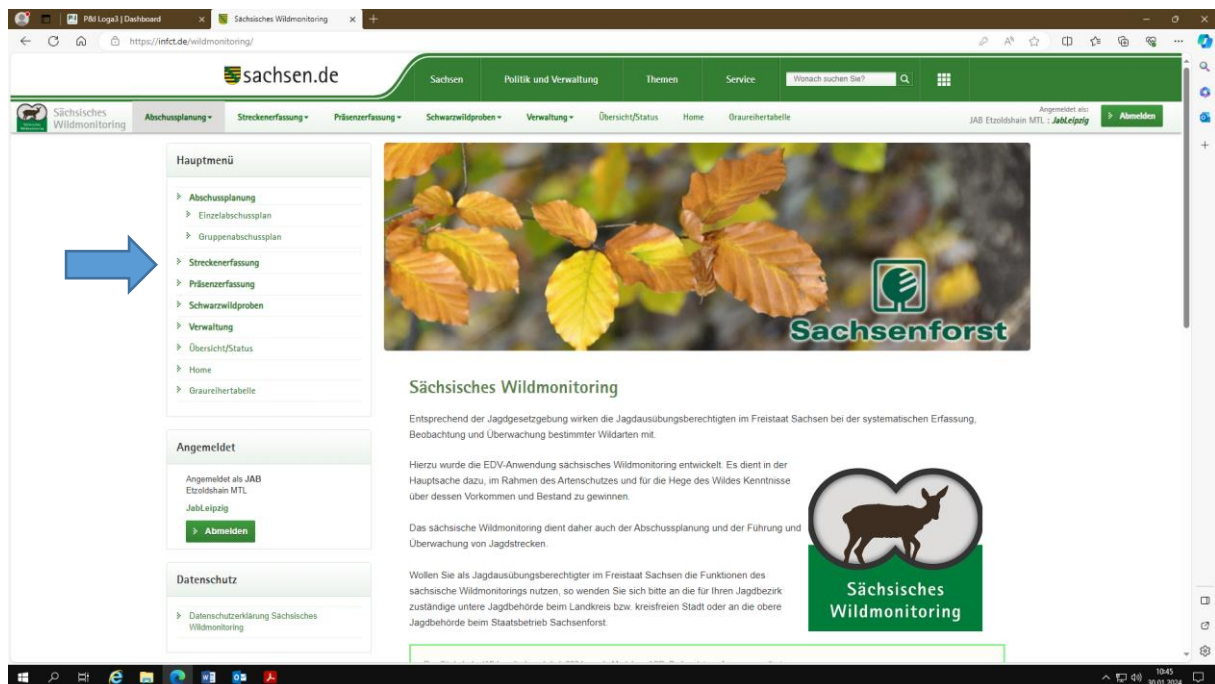 P&I Loga3 | Dashboard
Sächsisches Wildmonitoring
https://infct.de/wildmonitoring/
sachsen.de
Sachsen
Politik und Verwaltung
Themen
Service
Wonach suchen Sie?
Sächsisches
Wildmonitoring
Abschussplanung
Streckenerfassung
Präsenzerfassung
Schwarzwildproben
Verwaltung
Übersicht/Status
Home
Graureihertabelle
Angemeldet als:
JAB Etzoldshain MTL : JabLeipzig
Abmelden
Hauptmenü
Abschussplanung
Einzelabschussplan
Gruppenabschussplan
Streckenerfassung
Präsenzerfassung
Schwarzwildproben
Verwaltung
Übersicht/Status
Home
Graureihertabelle
Angemeldet
Angemeldet als JAB
Etzoldshain MTL
JabLeipzig
Abmelden
Datenschutz
Datenschutzerklärung Sächsisches
Wildmonitoring
Sachsenforst
Sächsisches Wildmonitoring
Entsprechend der Jagdgesetzgebung wirken die Jagdausübungsberechtigten im Freistaat Sachsen bei der systematischen Erfassung,
Beobachtung und Überwachung bestimmter Wildarten mit.
Hierzu wurde die EDV-Anwendung sächsisches Wildmonitoring entwickelt. Es dient in der
Hauptsache dazu, im Rahmen des Artenschutzes und für die Hege des Wildes Kenntnisse
über dessen Vorkommen und Bestand zu gewinnen.
Das sächsische Wildmonitoring dient daher auch der Abschussplanung und der Führung und
Überwachung von Jagdstrecken.
Wollen Sie als Jagdausübungsberechtigter im Freistaat Sachsen die Funktionen des
sächsische Wildmonitorings nutzen, so wenden Sie sich bitte an die für Ihren Jagdbezirk
zuständige untere Jagdbehörde beim Landkreis bzw. kreisfreien Stadt oder an die obere
Jagdbehörde beim Staatsbetrieb Sachsenforst.
Sächsisches
Wildmonitoring
10:45
30.01.2024